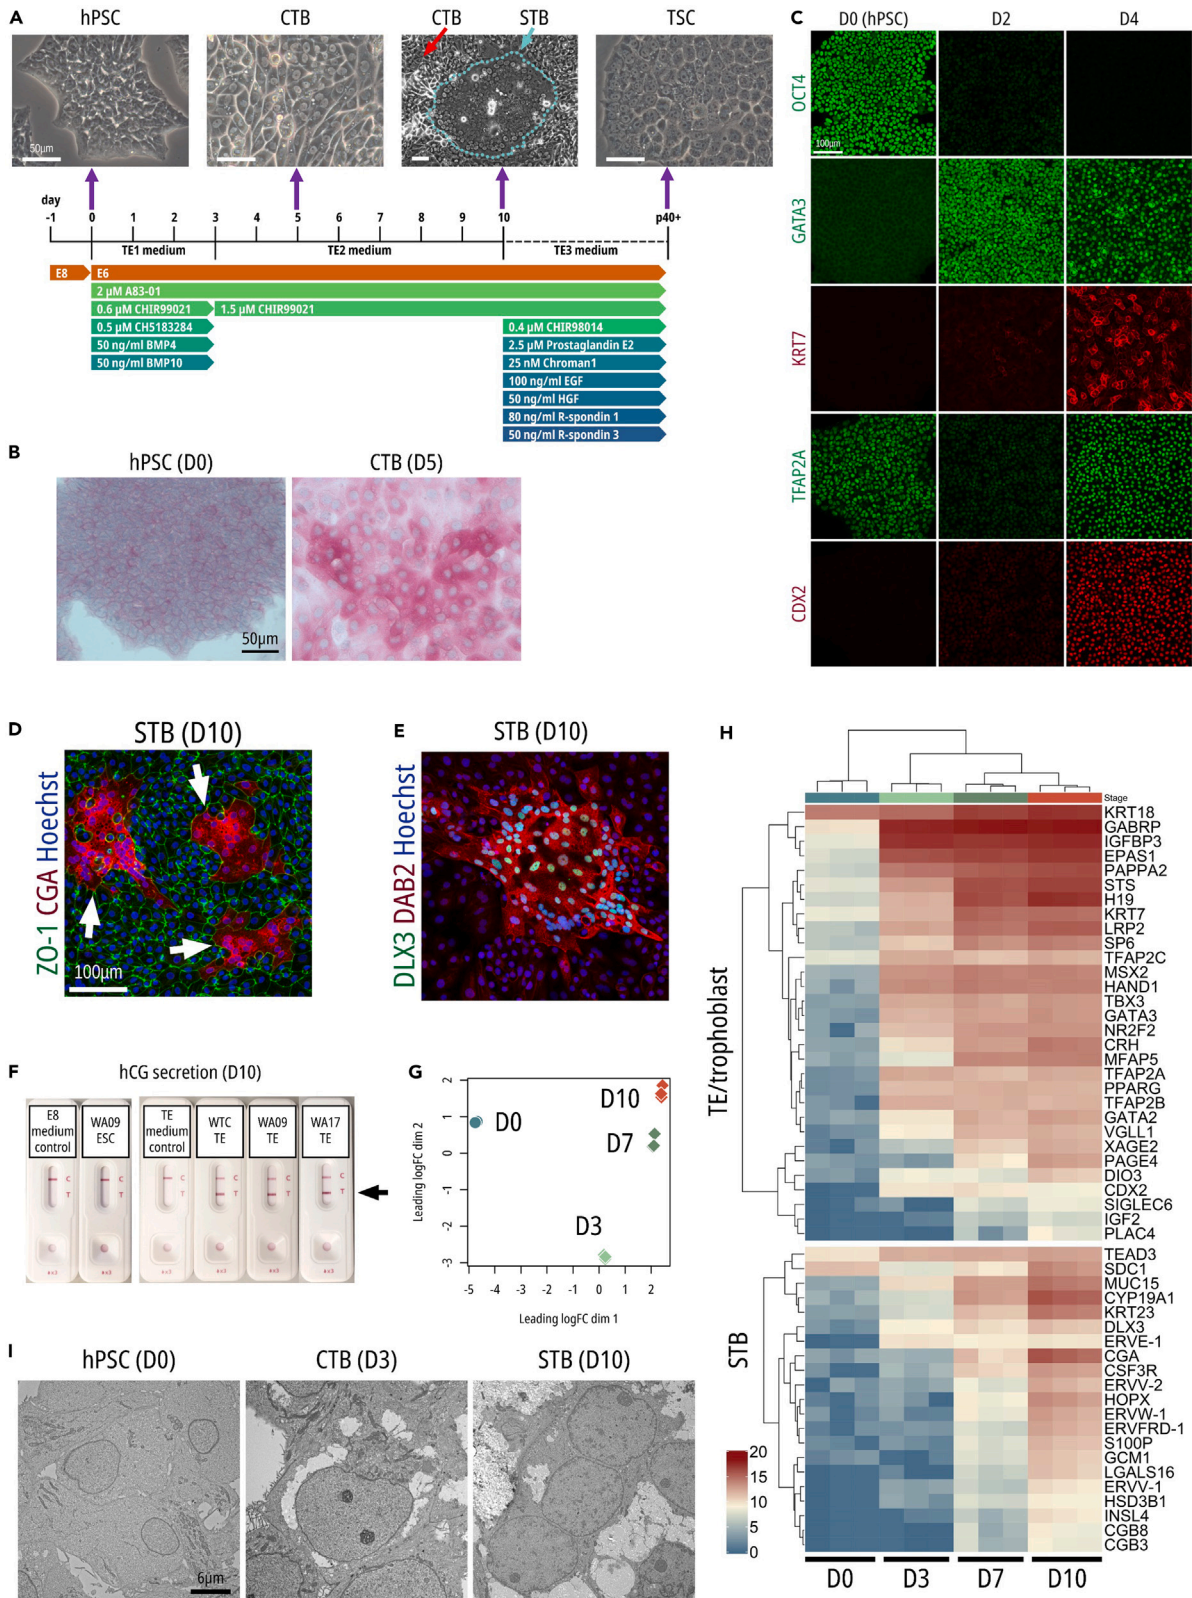 A
hPSC
CTB
CTB
STB
TSC
50µm
day
-1
0
1
2
3
4
5
6
7
8
9
10
p40+
TE1 medium
TE2 medium
TE3 medium
E8
E6
2 µM A83-01
0.6 µM CHIR99021
1.5 µM CHIR99021
0.5 µM CH5183284
0.4 µM CHIR98014
50 ng/ml BMP4
2.5 µM Prostaglandin E2
50 ng/ml BMP10
25 nM Chroman1
100 ng/ml EGF
50 ng/ml HGF
80 ng/ml R-spondin 1
50 ng/ml R-spondin 3
B
hPSC (D0)
CTB (D5)
50µm
C
D0 (hPSC)
D2
D4
OCT4
100µm
GATA3
KRT7
TFAP2A
CDX2
D
STB (D10)
ZO-1 CGA Hoechst
100µm
E
STB (D10)
DLX3 DAB2 Hoechst
F
hCG secretion (D10)
E8
medium
control
WA09
ESC
TE
medium
control
WTC
TE
WA09
TE
WA17
TE
C
T
C
T
C
T
C
T
G
Leading logFC dim 2
2
1
0
-1
-2
-3
D0
D10
D7
D3
-5
-4
-3
-2
-1
0
1
2
Leading logFC dim 1
H
Stage
TE/trophoblast
KRT18
GABRP
IGFBP3
EPAS1
PAPPA2
STS
H19
KRT7
LRP2
SP6
TFAP2C
MSX2
HAND1
TBX3
GATA3
NR2F2
CRH
MFAP5
TFAP2A
PPARG
TFAP2B
GATA2
VGLL1
XAGE2
PAGE4
DIO3
CDX2
SIGLEC6
IGF2
PLAC4
STB
TEAD3
SDC1
MUC15
CYP19A1
KRT23
DLX3
ERVE-1
CGA
CSF3R
ERVV-2
HOPX
ERVW-1
ERVFRD-1
S100P
GCM1
LGALS16
ERVV-1
HSD3B1
INSL4
CGB8
CGB3
20
15
10
5
0
D0
D3
D7
D10
I
hPSC (D0)
CTB (D3)
STB (D10)
6µm